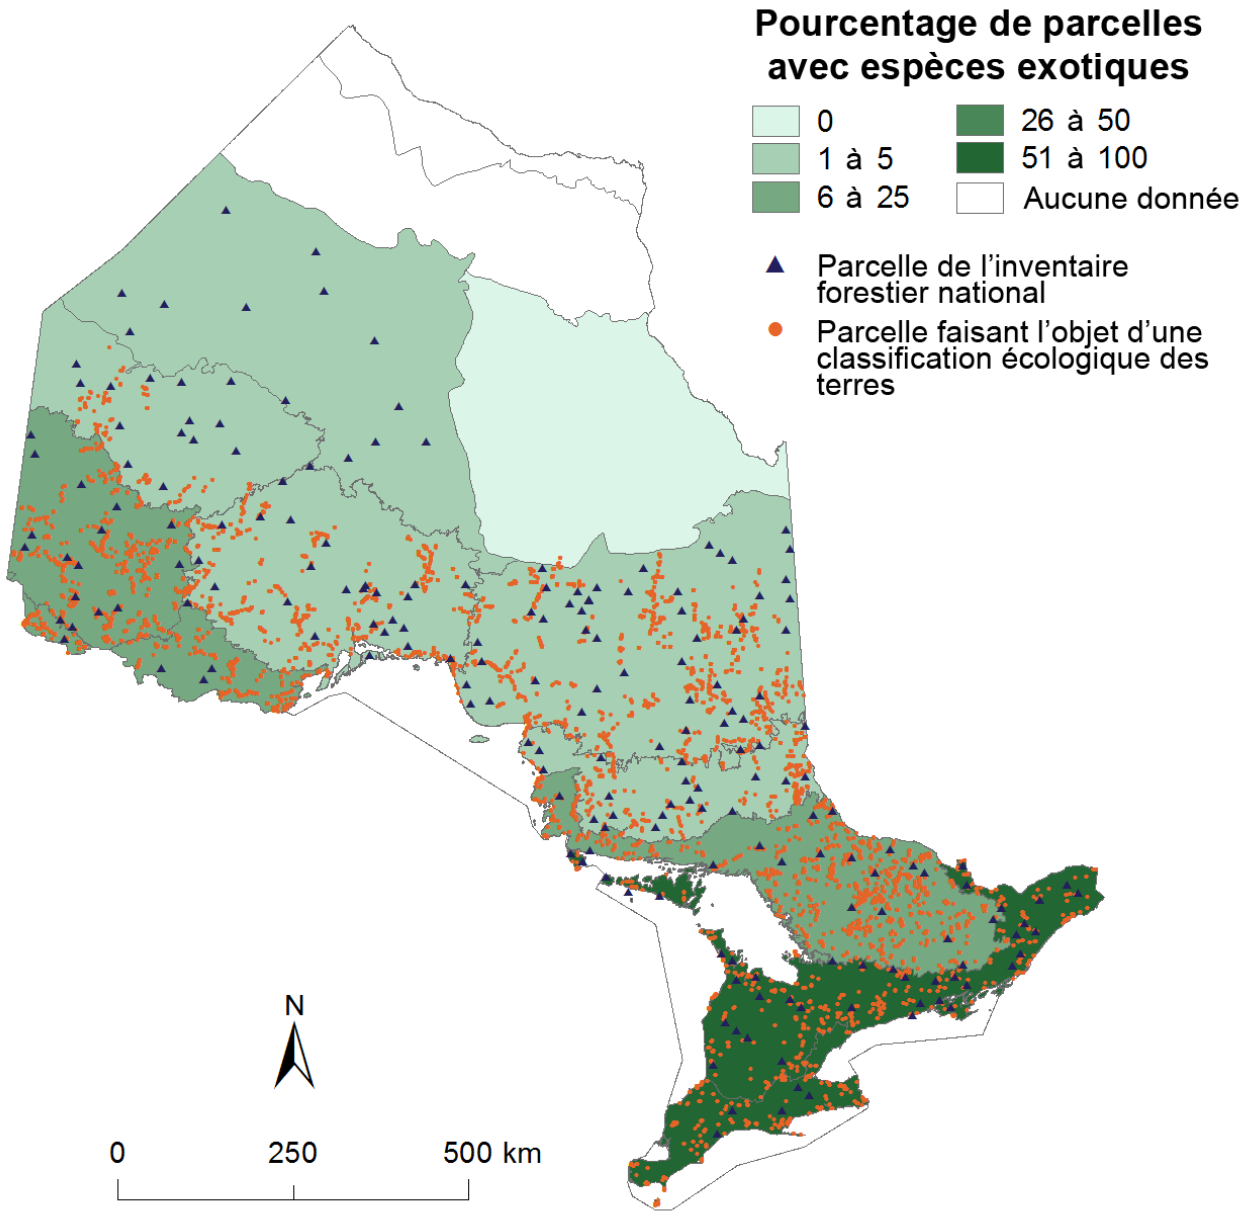 Pourcentage de parcelles
avec espèces exotiques
0
1 à 5
6 à 25
26 à 50
51 à 100
Aucune donnée
Parcelle de l'inventaire
forestier national
Parcelle faisant l'objet d'une
classification écologique des
terres
N
0 250 500 km